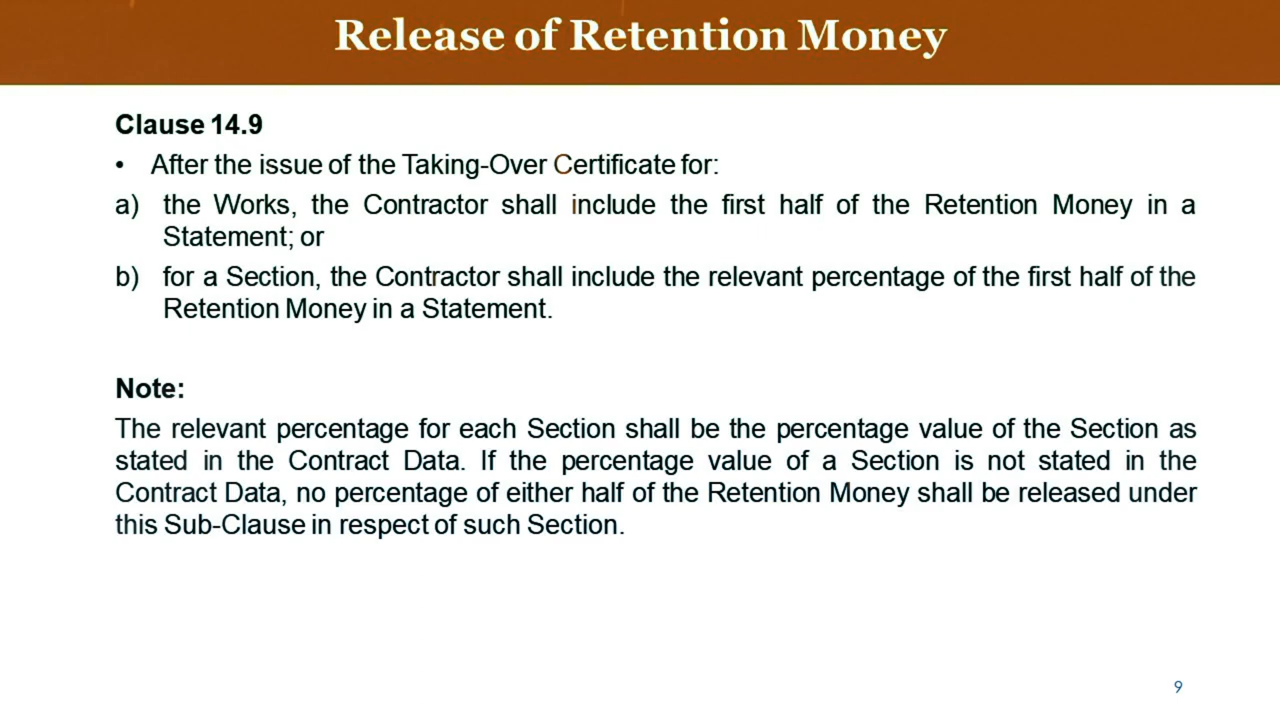 Release of Retention Money
Clause 14.9
• After the issue of the Taking-Over Certificate for:
a) the Works, the Contractor shall include the first half of the Retention Money in a
Statement; or
b) for a Section, the Contractor shall include the relevant percentage of the first half of the
Retention Money in a Statement.
Note:
The relevant percentage for each Section shall be the percentage value of the Section as
stated in the Contract Data. If the percentage value of a Section is not stated in the
Contract Data, no percentage of either half of the Retention Money shall be released under
this Sub-Clause in respect of such Section.
9